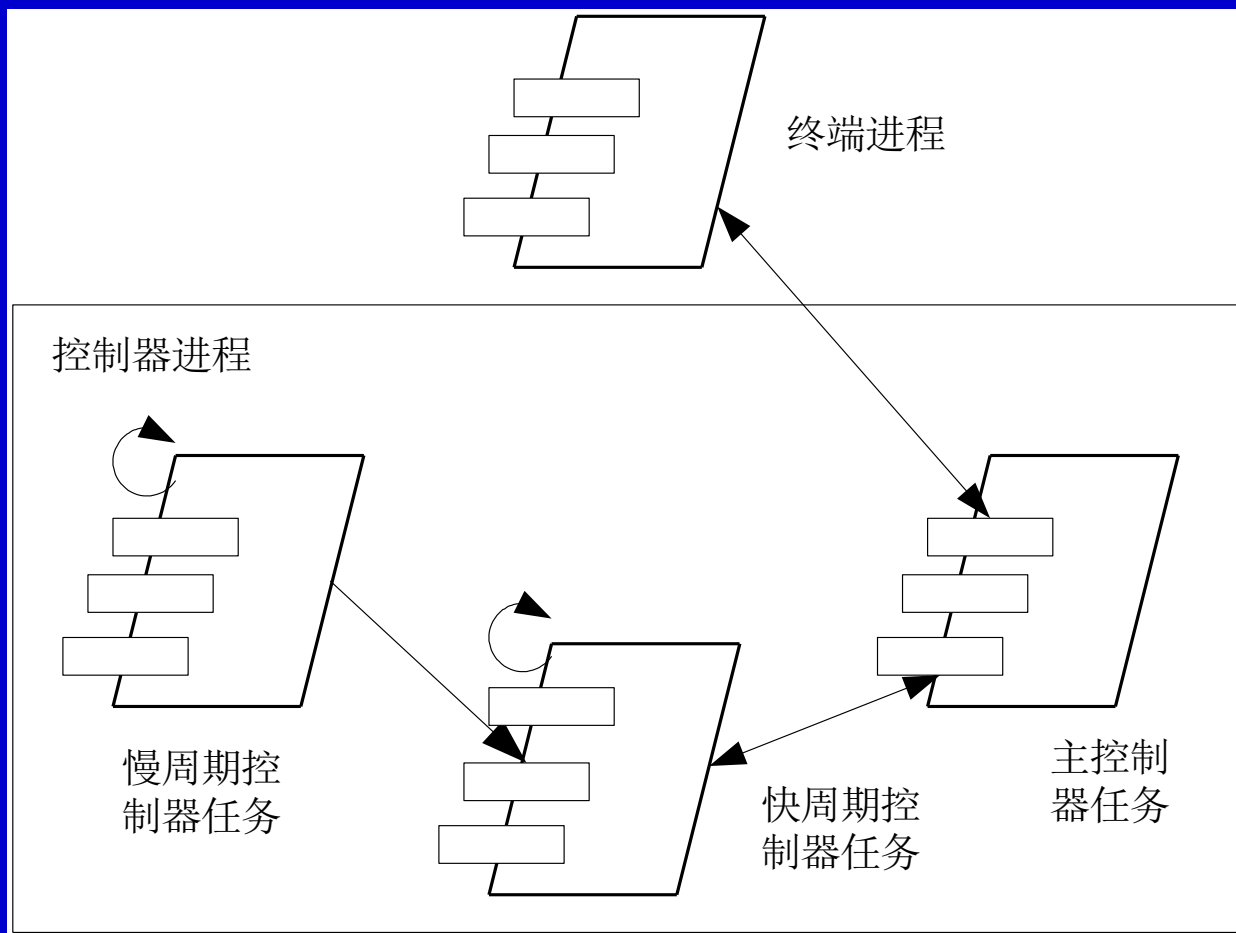 终端进程
控制器进程
慢周期控
制器任务
快周期控
制器任务
主控制
器任务